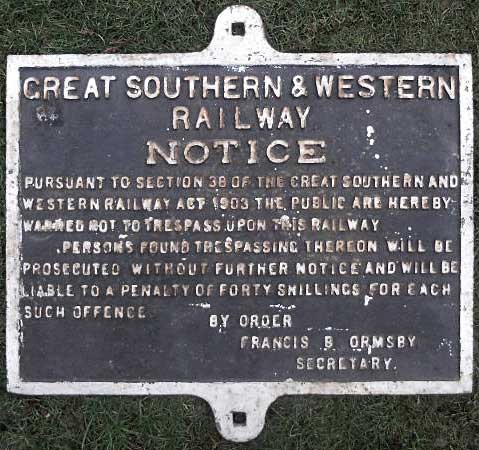 GREAT SOUTHERN & WESTERN
RAILWAY
NOTICE
PURSUANT TO SECTION 38 OF THE GREAT SOUTHERN AND
WESTERN RAILWAY ACT 1903 THE PUBLIC ARE HEREBY
WARNED NOT TO TRESPASS UPON THIS RAILWAY
PERSONS FOUND TRESPASSING THEREON WILL BE
PROSECUTED WITHOUT FURTHER NOTICE AND WILL BE
LIABLE TO A PENALTY OF FORTY SHILLINGS FOR EACH
SUCH OFFENCE
BY ORDER
FRANCIS B ORMSBY
SECRETARY.